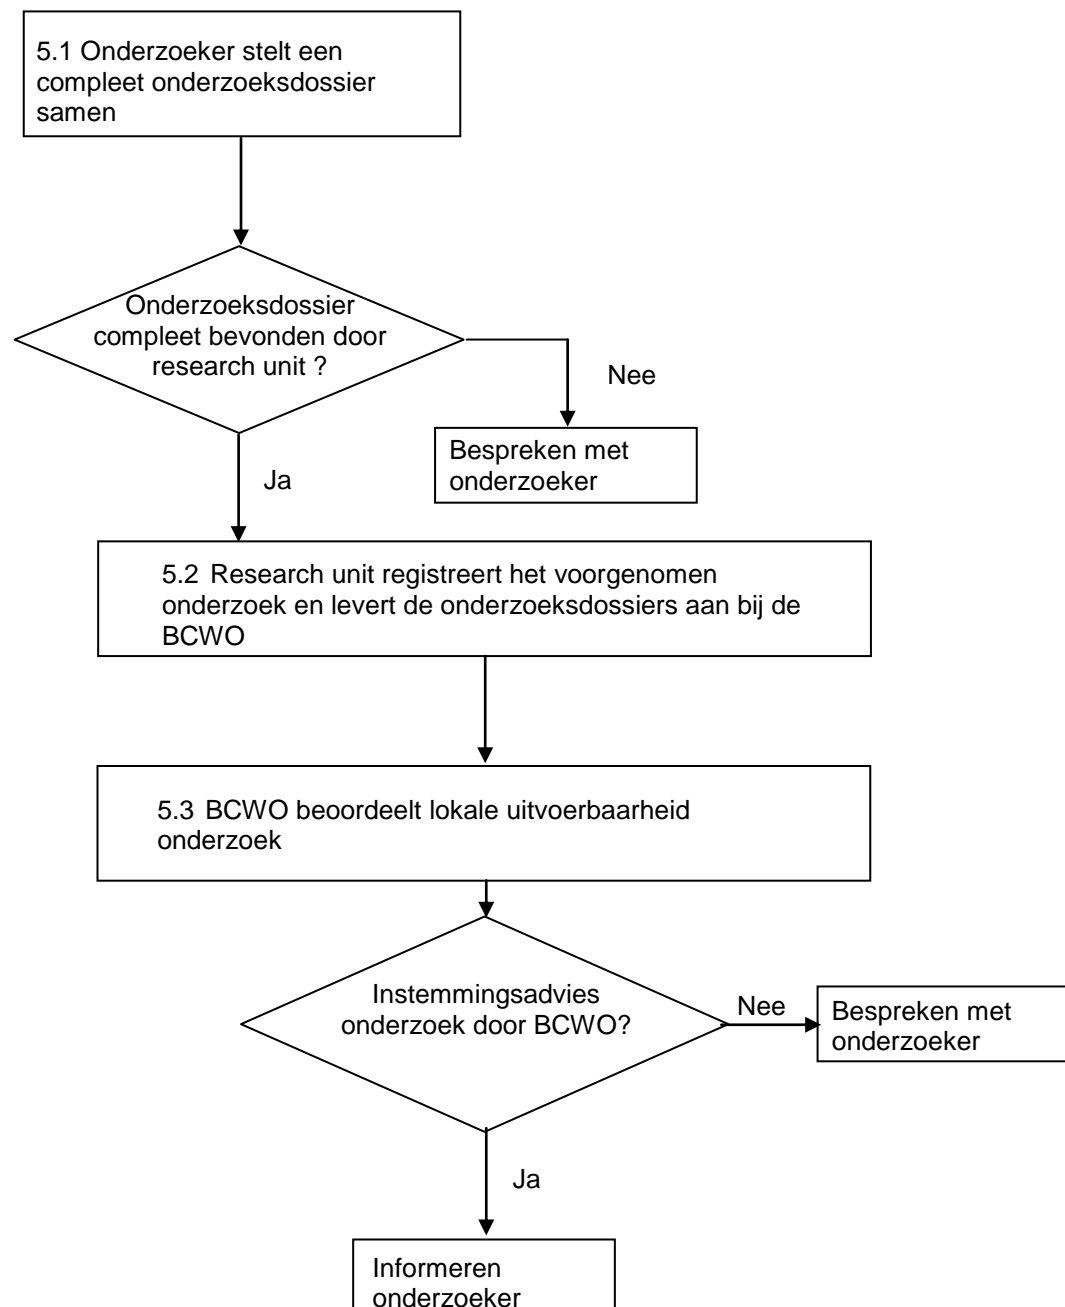 5.1 Onderzoeker stelt een
compleet onderzoeksdossier
samen
Onderzoeksdossier
compleet bevonden door
research unit ?
Nee
Bespreken met
onderzoeker
Ja
5.2 Research unit registreert het voorgenomen
onderzoek en levert de onderzoeksdossiers aan bij de
BCWO
5.3 BCWO beoordeelt lokale uitvoerbaarheid
onderzoek
Instemmingsadvies
onderzoek door BCWO?
Nee
Bespreken met
onderzoeker
Ja
Informeren
onderzoeker